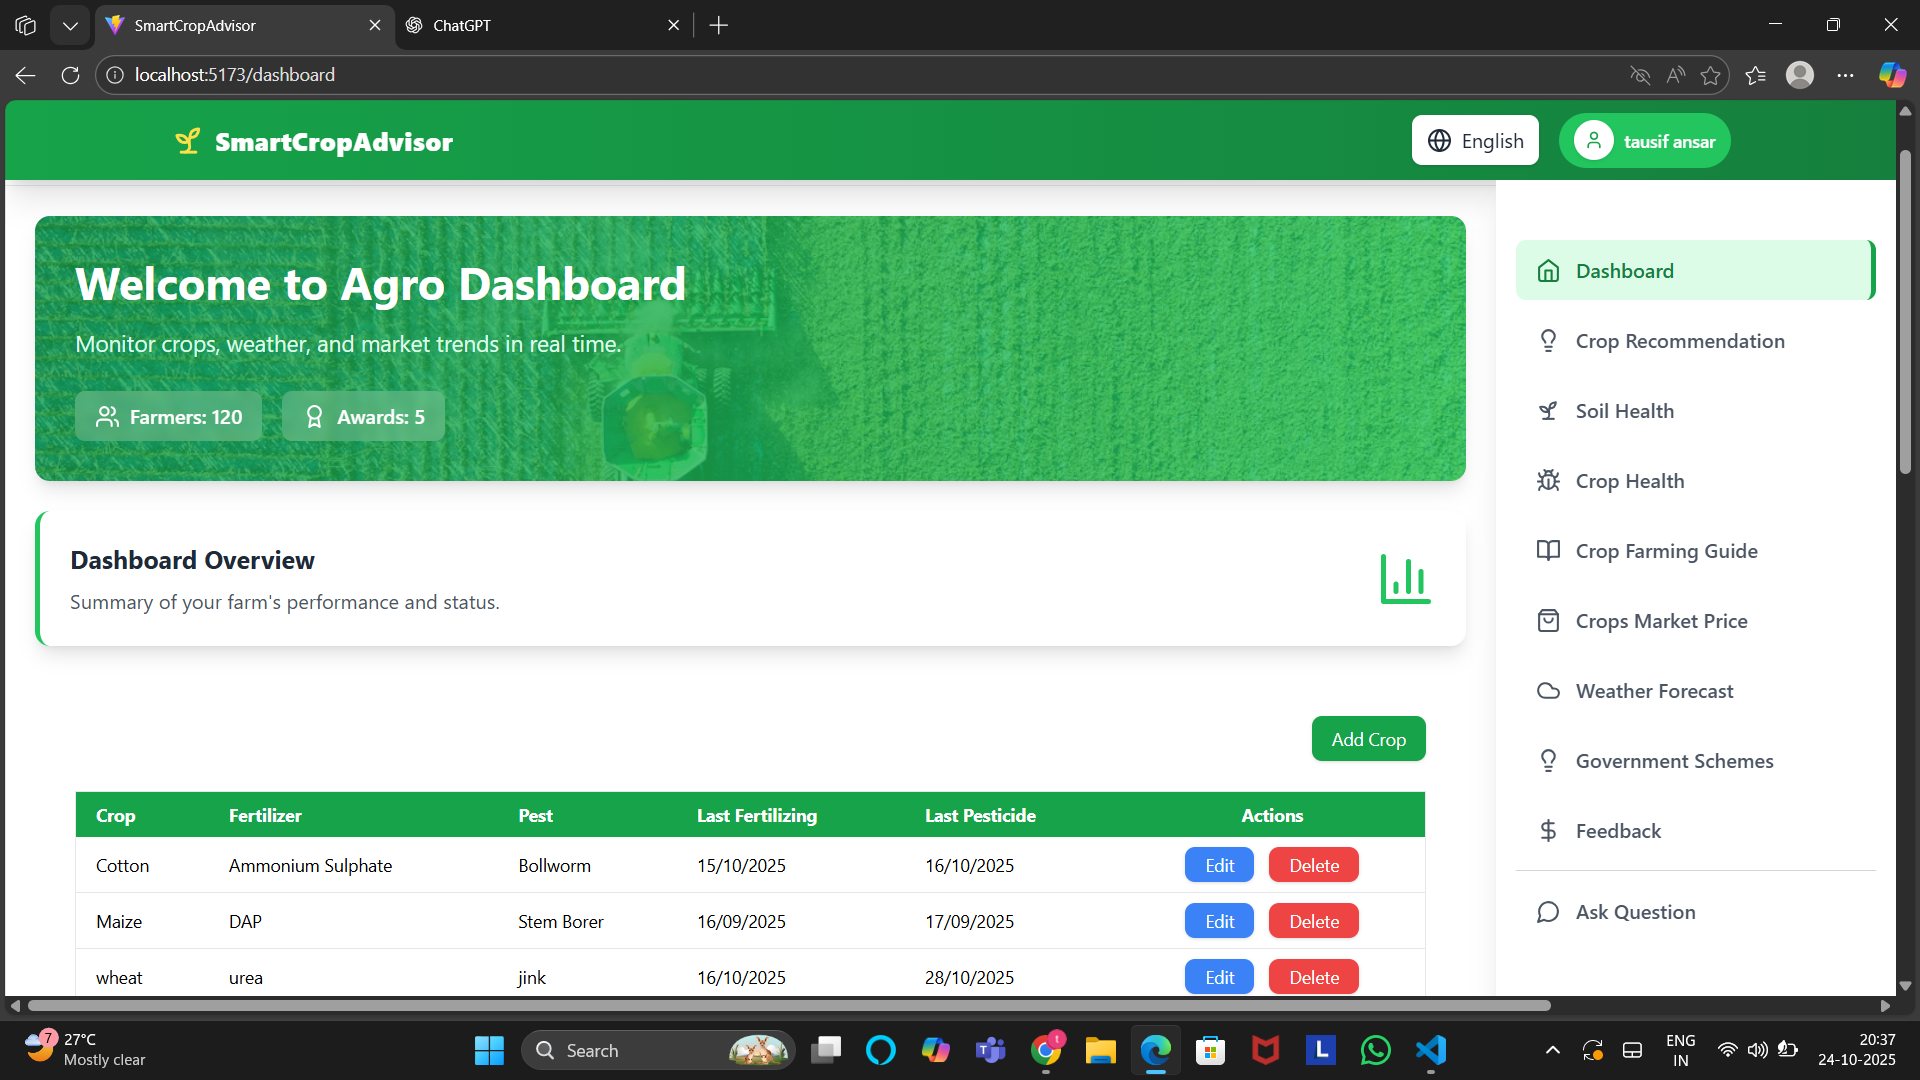 SmartCropAdvisor
ChatGPT
localhost:5173/dashboard
SmartCropAdvisor
English
tausif ansar
Welcome to Agro Dashboard
Monitor crops, weather, and market trends in real time.
Farmers: 120
Awards: 5
Dashboard Overview
Summary of your farm's performance and status.
Add Crop
Crop Fertilizer Pest Last Fertilizing Last Pesticide Actions
Cotton Ammonium Sulphate Bollworm 15/10/2025 16/10/2025 Edit Delete
Maize DAP Stem Borer 16/09/2025 17/09/2025 Edit Delete
wheat urea jink 16/10/2025 28/10/2025 Edit Delete
Dashboard
Crop Recommendation
Soil Health
Crop Health
Crop Farming Guide
Crops Market Price
Weather Forecast
Government Schemes
Feedback
Ask Question
7
27°C
Mostly clear
Search
t
L
ENG
IN
20:37
24-10-2025